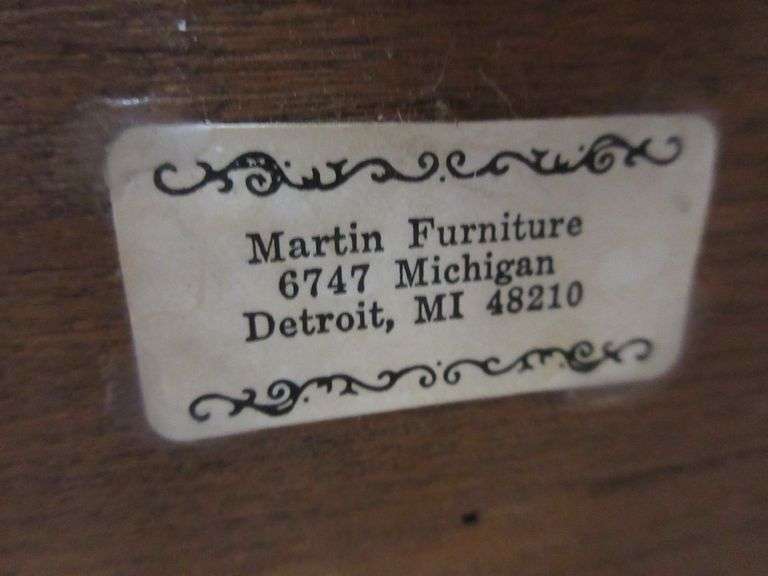 Martin Furniture
6747 Michigan
Detroit, MI 48210